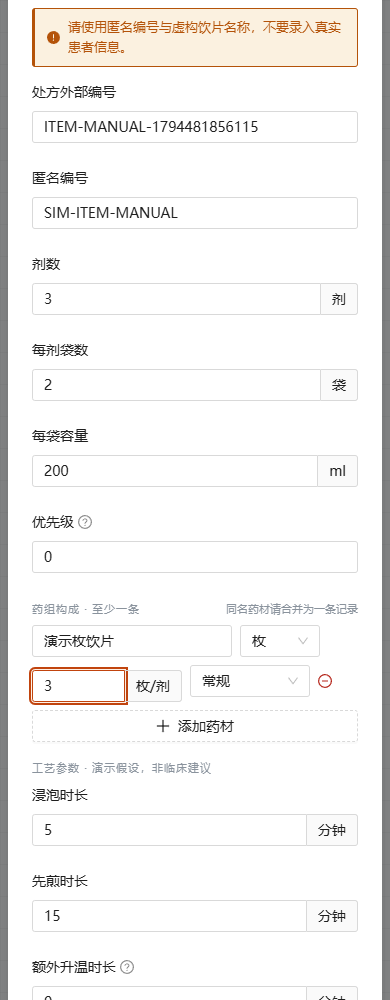 请使用匿名编号与虚构饮片名称，不要录入真实
患者信息。
处方外部编号
ITEM-MANUAL-1794481856115
匿名编号
SIM-ITEM-MANUAL
剂数
3 剂
每剂袋数
2 袋
每袋容量
200 ml
优先级
0
药组构成 · 至少一条 同名药材请合并为一条记录
演示枚饮片 枚
3 枚/剂 常规
添加药材
工艺参数 · 演示假设，非临床建议
浸泡时长
5 分钟
先煎时长
15 分钟
额外升温时长